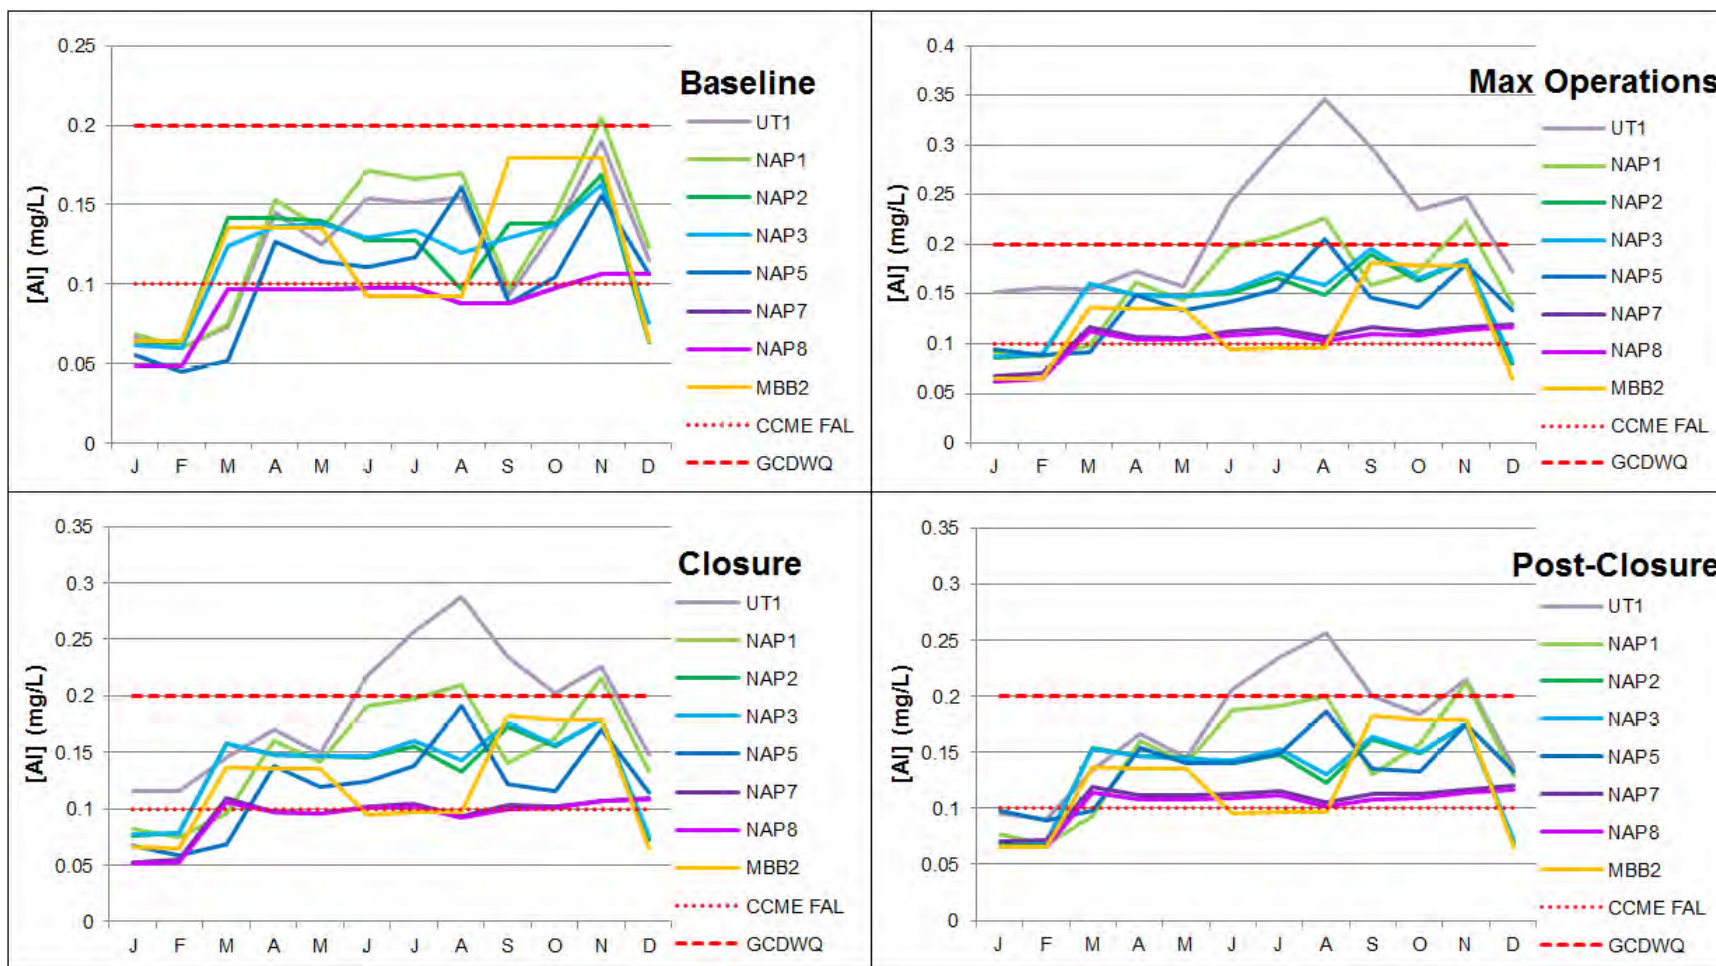 Baseline
[Al] (mg/L)
0.25
0.2
0.15
0.1
0.05
0
J F M A M J J A S O N D
UT1
NAP1
NAP2
NAP3
NAP5
NAP7
NAP8
MBB2
CCME FAL
GCDWQ
Max Operations
[Al] (mg/L)
0.4
0.35
0.3
0.25
0.2
0.15
0.1
0.05
0
J F M A M J J A S O N D
UT1
NAP1
NAP2
NAP3
NAP5
NAP7
NAP8
MBB2
CCME FAL
GCDWQ
Closure
[Al] (mg/L)
0.35
0.3
0.25
0.2
0.15
0.1
0.05
0
J F M A M J J A S O N D
UT1
NAP1
NAP2
NAP3
NAP5
NAP7
NAP8
MBB2
CCME FAL
GCDWQ
Post-Closure
[Al] (mg/L)
0.35
0.3
0.25
0.2
0.15
0.1
0.05
0
J F M A M J J A S O N D
UT1
NAP1
NAP2
NAP3
NAP5
NAP7
NAP8
MBB2
CCME FAL
GCDWQ